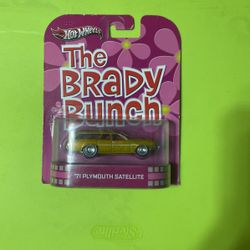 Hot Wheels
The
BRADY
BUNCH
'71 PLYMOUTH SATELLITE